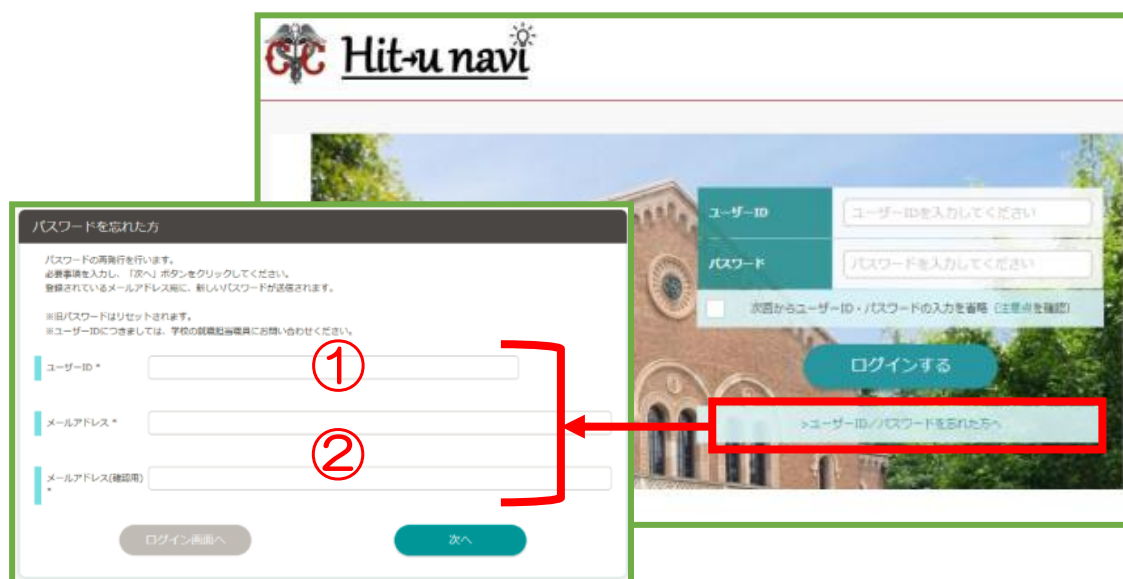 Hit→u navi
ユーザーID
ユーザーIDを入力してください
パスワード
パスワードを入力してください
次回からユーザーID・パスワードの入力を省略 (注意点を確認)
ログインする
>ユーザーID/パスワードを忘れた方へ
パスワードを忘れた方
パスワードの再発行を行います。
必要事項を入力し、「次へ」ボタンをクリックしてください。
登録されているメールアドレス宛に、新しいパスワードが送信されます。
※旧パスワードはリセットされます。
※ユーザーIDにつきましては、学校の就職担当職員にお問い合わせください。
ユーザーID *
①
メールアドレス *
②
メールアドレス(確認用)
*
ログイン画面へ
次へ